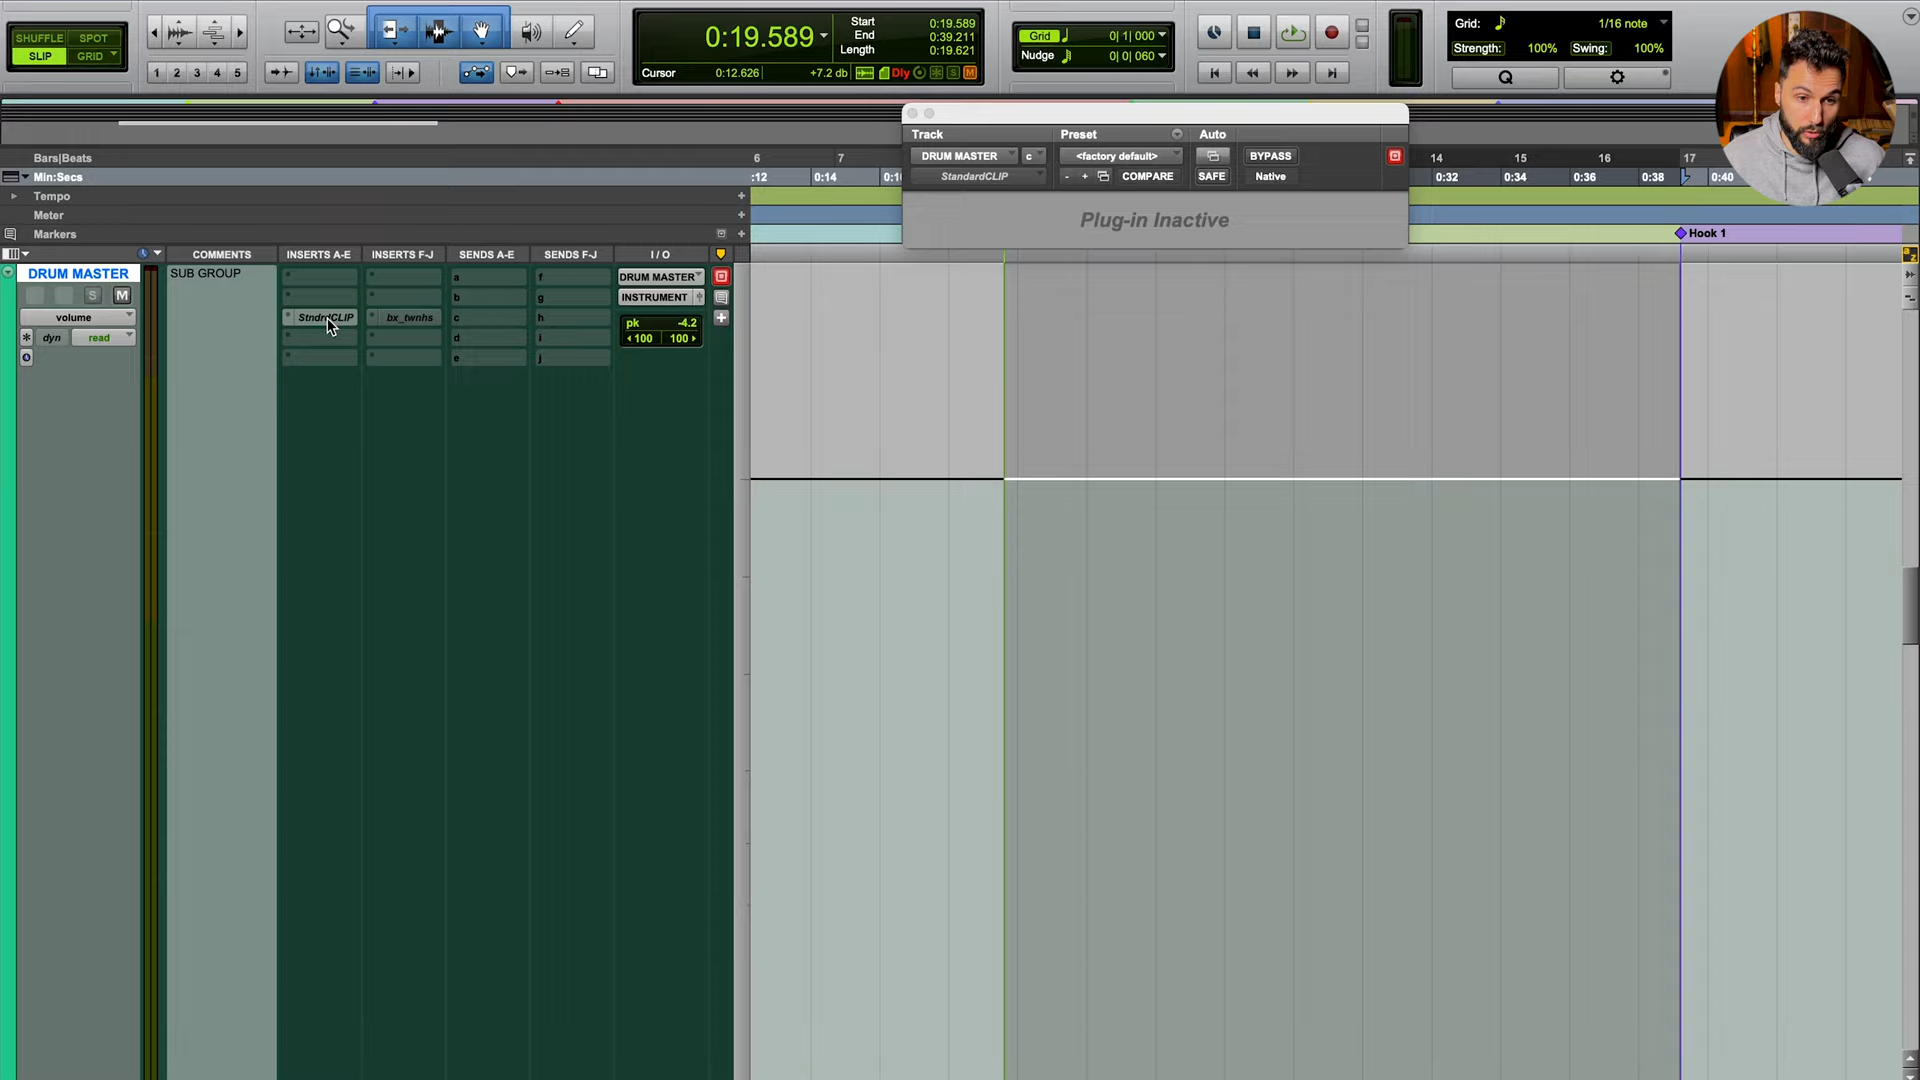 SHUFFLE SPOT
SLIP GRID
1 2 3 4 5
0:19.589
Start 0:19.589
End 0:39.211
Length 0:19.621
Cursor 0:12.626 +7.2 db Dly S M
Grid 0| 1| 000
Nudge 0| 0| 060
Grid: 1/16 note
Strength: 100% Swing: 100%
Q
Track Preset Auto
DRUM MASTER c <factory default> BYPASS
StandardCLIP - + COMPARE SAFE Native
Plug-in Inactive
Bars|Beats 6 7 14 15 16 17
Min:Secs :12 0:14 0:32 0:34 0:36 0:38 0:40
Tempo
Meter
Markers
Hook 1
COMMENTS INSERTS A-E INSERTS F-J SENDS A-E SENDS F-J I / O
DRUM MASTER SUB GROUP a f DRUM MASTER
S M b g INSTRUMENT
volume StndrdCLIP bx_twnhs c h pk -4.2
dyn read d i 100 100
e j
a z